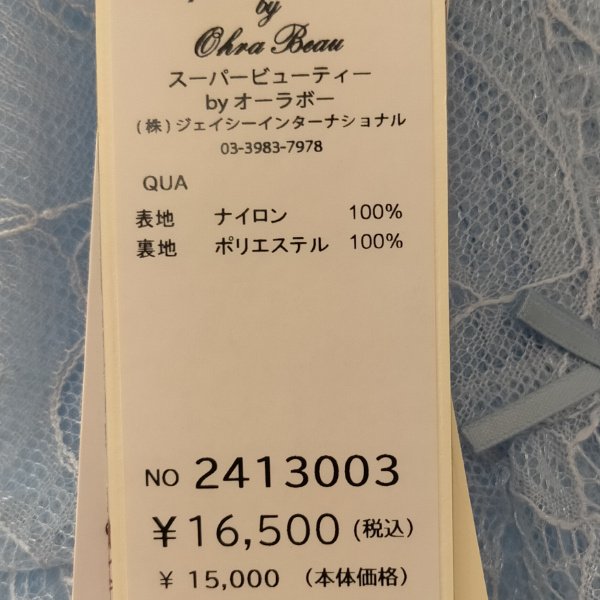 by
Ohra Beau
スーパービューティー
by オーラボー
(株)ジェイシーインターナショナル
03-3983-7978
QUA
表地 ナイロン 100%
裏地 ポリエステル 100%
NO 2413003
¥16,500 (税込)
¥ 15,000 (本体価格)